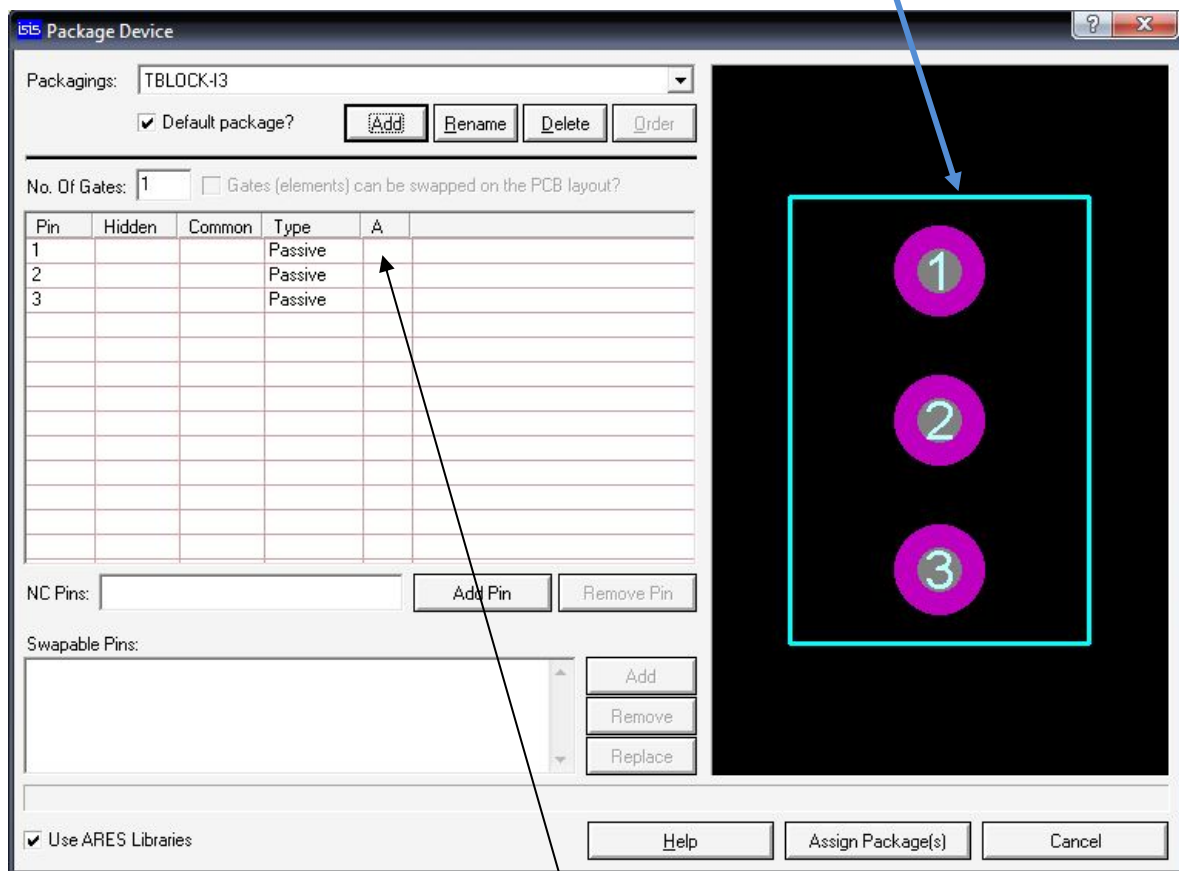 isis Package Device ? X
Packagings: TBLOCK-I3
Default package? Add Rename Delete Order
No. Of Gates: 1 Gates (elements) can be swapped on the PCB layout?
Pin Hidden Common Type A
1 Passive
2 Passive
3 Passive
NC Pins: Add Pin Remove Pin
Swapable Pins:
Add
Remove
Replace
Use ARES Libraries Help Assign Package(s) Cancel
1
2
3